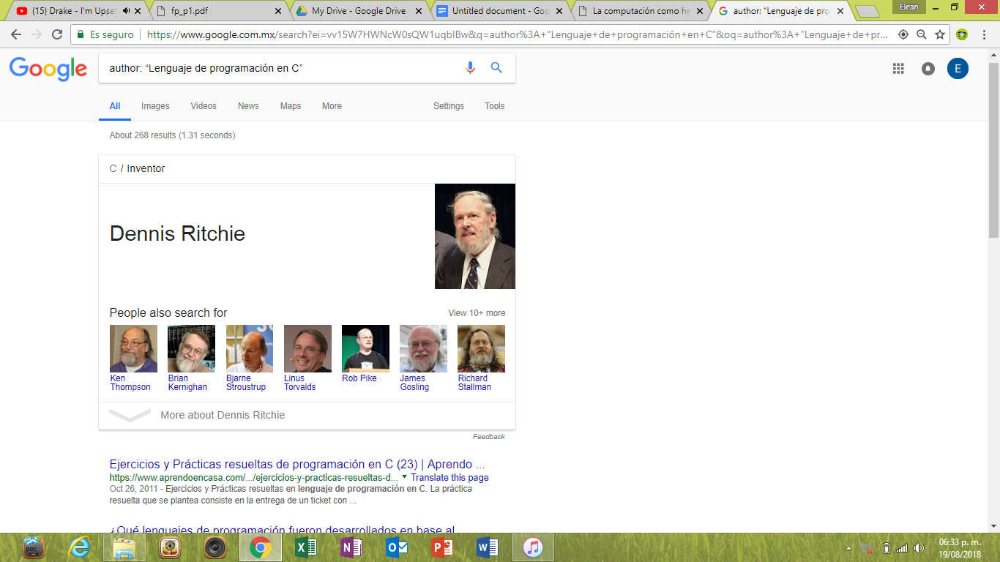 (15) Drake - I'm Upset
fp_p1.pdf
My Drive - Google Drive
Untitled document - Goo
La computación como he
author: “Lenguaje de pro
Elean
Es seguro
https://www.google.com.mx/search?ei=vv15W7HWNcW0sQW1uqbIBw&q=author%3A+“Lenguaje+de+programación+en+C”&oq=author%3A+“Lenguaje+de+pr...
Google
author: “Lenguaje de programación en C”
E
All Images Videos News Maps More Settings Tools
About 268 results (1.31 seconds)
C / Inventor
Dennis Ritchie
People also search for
View 10+ more
Ken Thompson
Brian Kernighan
Bjarne Stroustrup
Linus Torvalds
Rob Pike
James Gosling
Richard Stallman
More about Dennis Ritchie
Feedback
Ejercicios y Prácticas resueltas de programación en C (23) | Aprendo ...
https://www.aprendoencasa.com/.../ejercicios-y-practicas-resueltas-d... Translate this page
Oct 26, 2011 - Ejercicios y Prácticas resueltas en lenguaje de programación en C. La práctica
resuelta que se plantea consiste en la entrega de un ticket con ...
¿Qué lenguajes de programación fueron desarrollados en base al
DOC
06:33 p. m.
19/08/2018